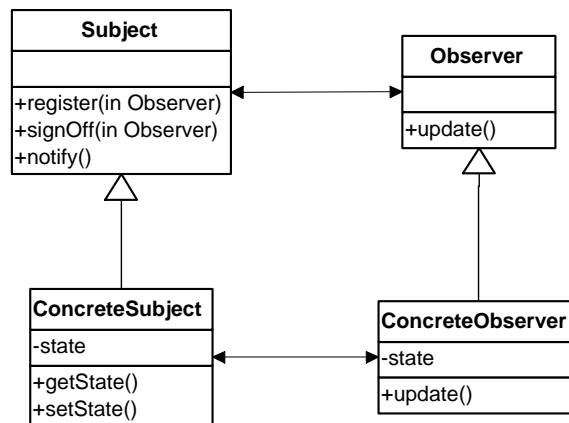 Subject
+register(in Observer)
+signOff(in Observer)
+notify()
Observer
+update()
ConcreteSubject
-state
+getState()
+setState()
ConcreteObserver
-state
+update()